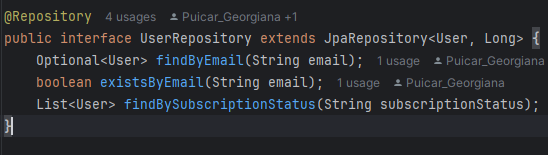 @Repository 4 usages Puicar_Georgiana +1
public interface UserRepository extends JpaRepository<User, Long> {
Optional<User> findByEmail(String email); 1 usage Puicar_Georgiana
boolean existsByEmail(String email); 1 usage Puicar_Georgiana
List<User> findBySubscriptionStatus(String subscriptionStatus);
}